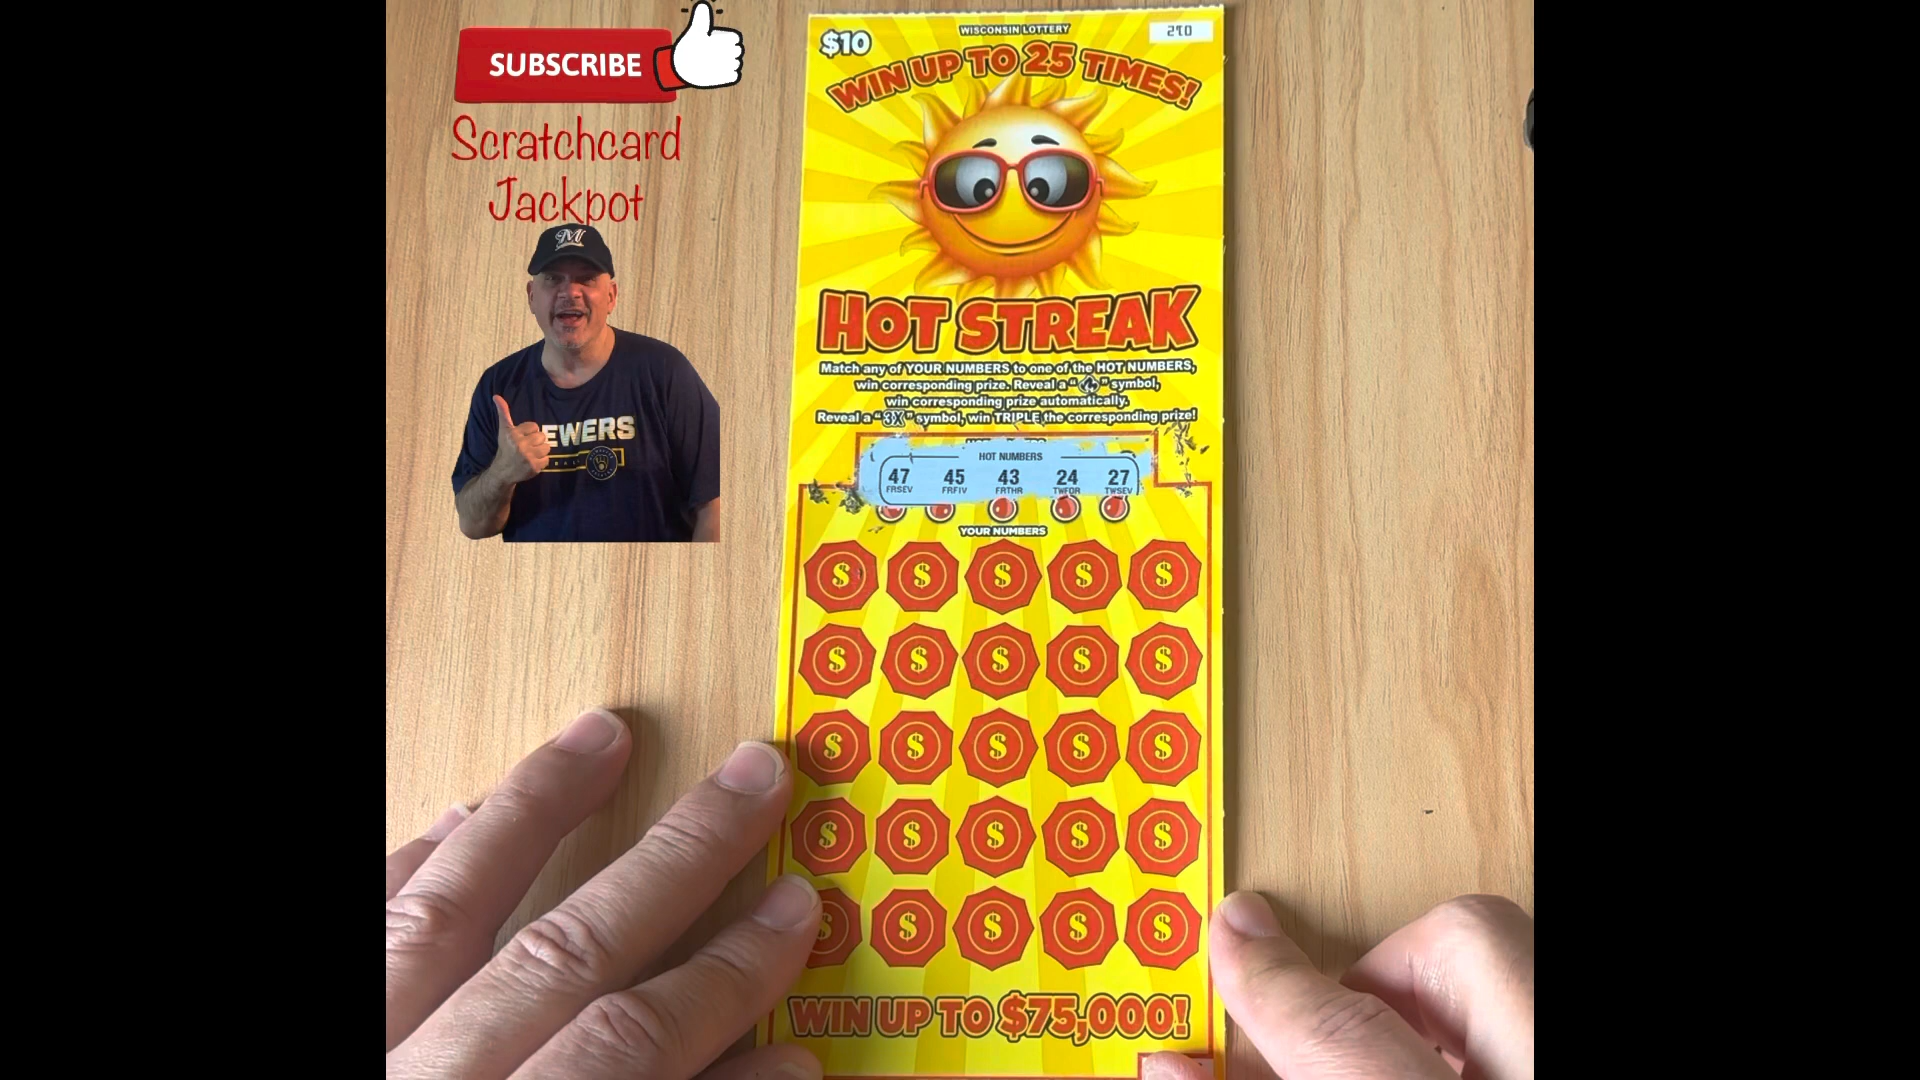 SUBSCRIBE
Scratchcard
Jackpot
M
EWERS
$10
WISCONSIN LOTTERY
WIN UP TO 25 TIMES!
HOT STREAK
Match any of YOUR NUMBERS to one of the HOT NUMBERS,
win corresponding prize. Reveal a " " symbol,
win corresponding prize automatically.
Reveal a "3X" symbol, win TRIPLE the corresponding prize!
HOT NUMBERS
47 45 43 24 27
FRSEV FRFIV FRTHR TWFOR TWSEV
YOUR NUMBERS
$ $ $ $ $
$ $ $ $ $
$ $ $ $ $
$ $ $ $ $
$ $ $ $ $
WIN UP TO $75,000!